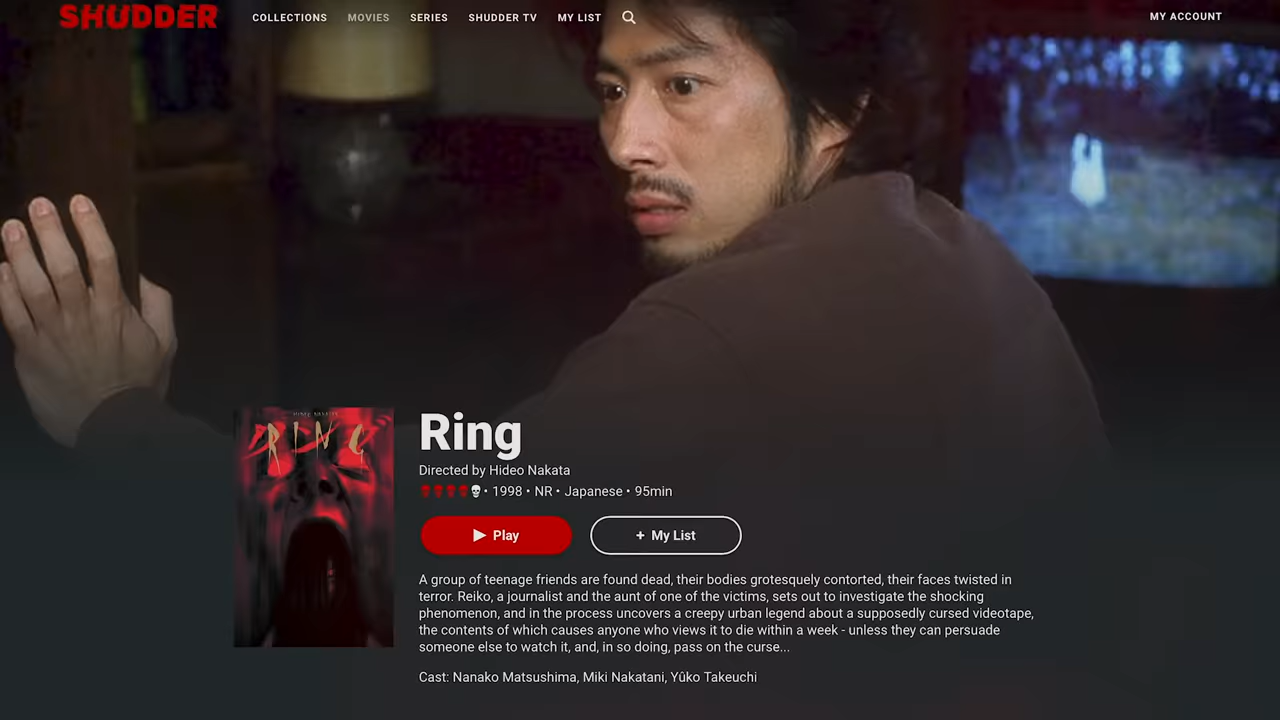 SHUDDER
COLLECTIONS MOVIES SERIES SHUDDER TV MY LIST
MY ACCOUNT
RING
Ring
Directed by Hideo Nakata
• 1998 • NR • Japanese • 95min
Play
+ My List
A group of teenage friends are found dead, their bodies grotesquely contorted, their faces twisted in
terror. Reiko, a journalist and the aunt of one of the victims, sets out to investigate the shocking
phenomenon, and in the process uncovers a creepy urban legend about a supposedly cursed videotape,
the contents of which causes anyone who views it to die within a week - unless they can persuade
someone else to watch it, and, in so doing, pass on the curse...
Cast: Nanako Matsushima, Miki Nakatani, Yûko Takeuchi